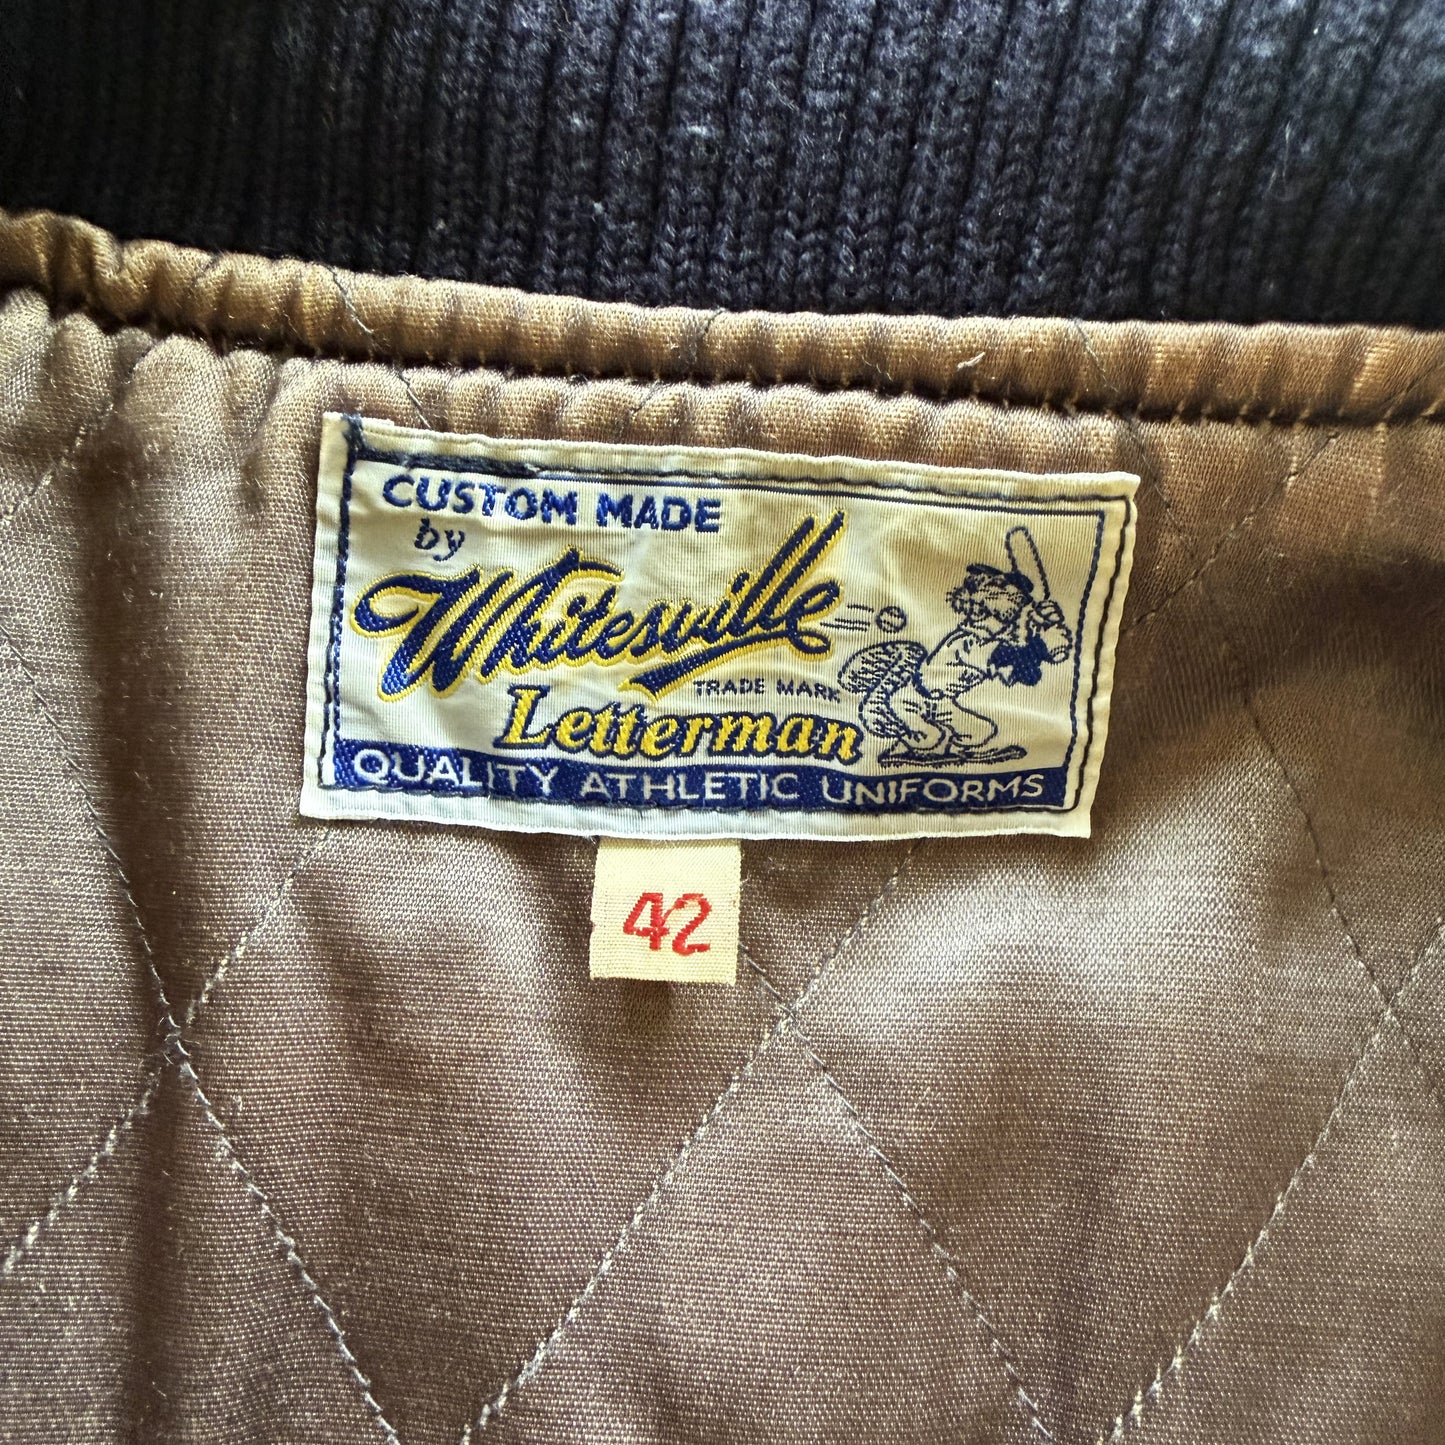 CUSTOM MADE
by
Whitesville
TRADE MARK
Letterman
QUALITY ATHLETIC UNIFORMS
42